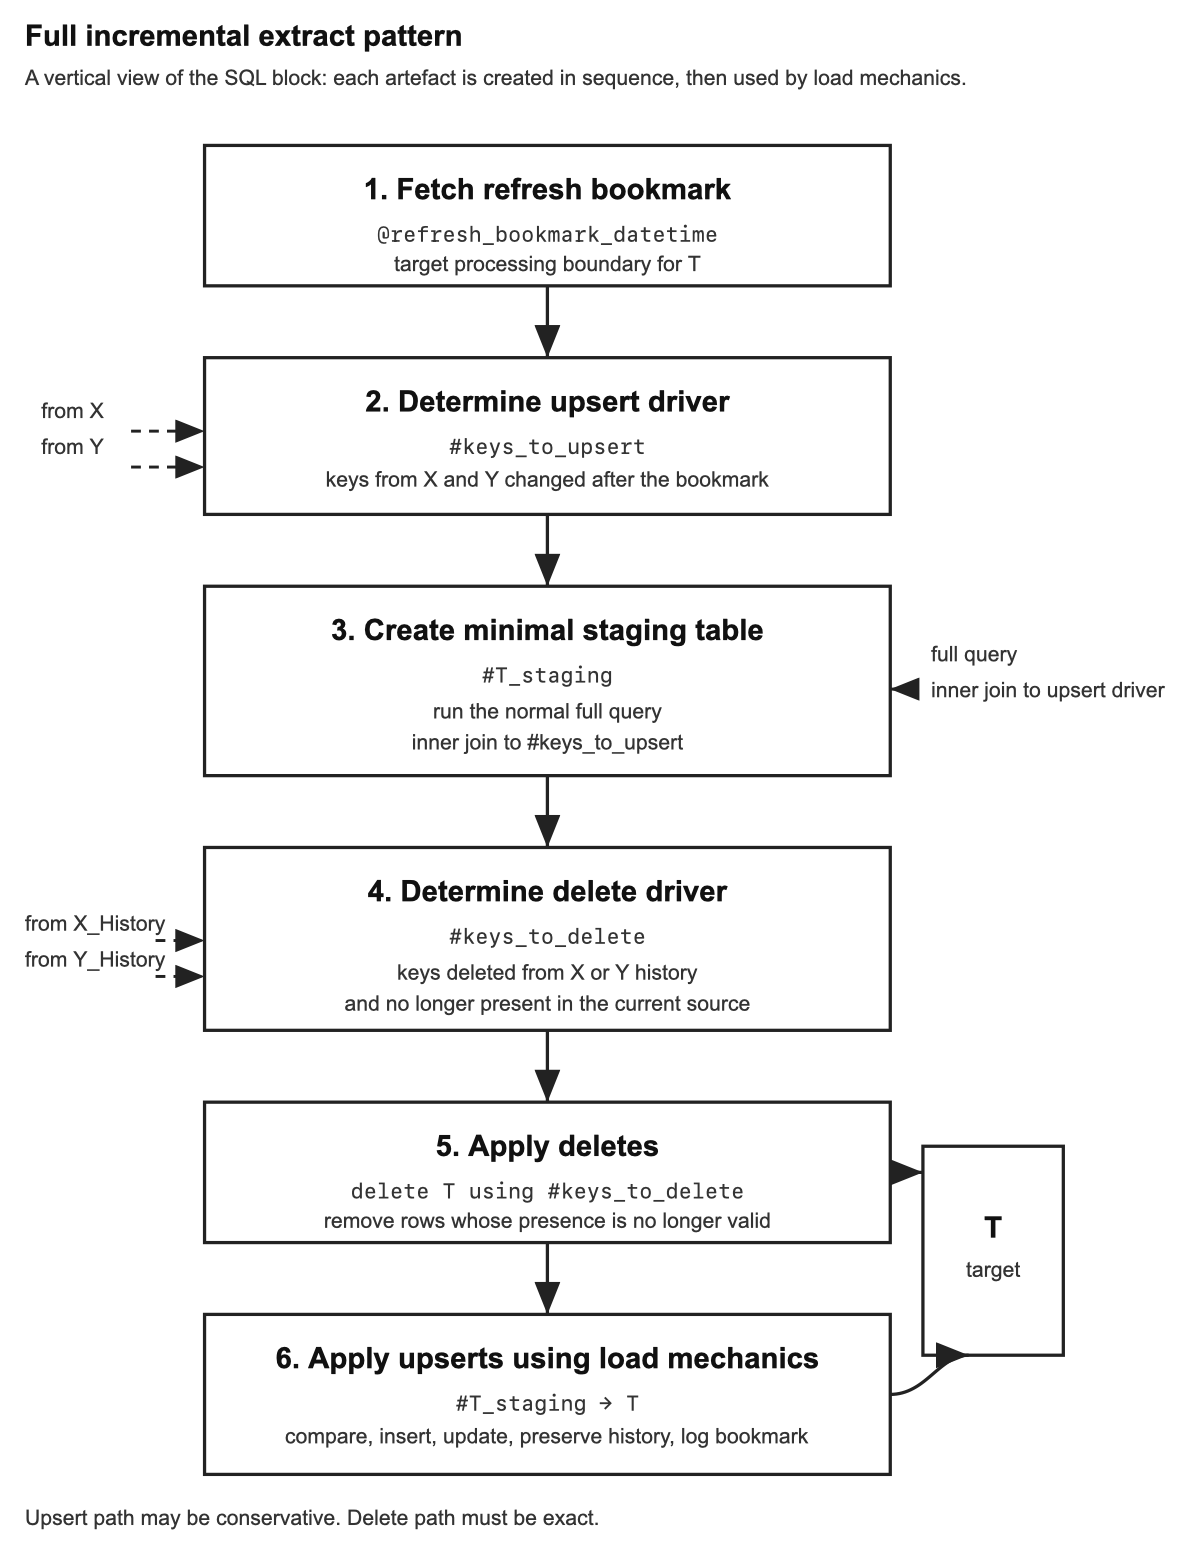 Full incremental extract pattern
A vertical view of the SQL block: each artefact is created in sequence, then used by load mechanics.
1. Fetch refresh bookmark
@refresh_bookmark_datetime
target processing boundary for T
from X
from Y
2. Determine upsert driver
#keys_to_upsert
keys from X and Y changed after the bookmark
3. Create minimal staging table
#T_staging
run the normal full query
inner join to #keys_to_upsert
full query
inner join to upsert driver
from X_History
from Y_History
4. Determine delete driver
#keys_to_delete
keys deleted from X or Y history
and no longer present in the current source
5. Apply deletes
delete T using #keys_to_delete
remove rows whose presence is no longer valid
T
target
6. Apply upserts using load mechanics
#T_staging → T
compare, insert, update, preserve history, log bookmark
Upsert path may be conservative. Delete path must be exact.